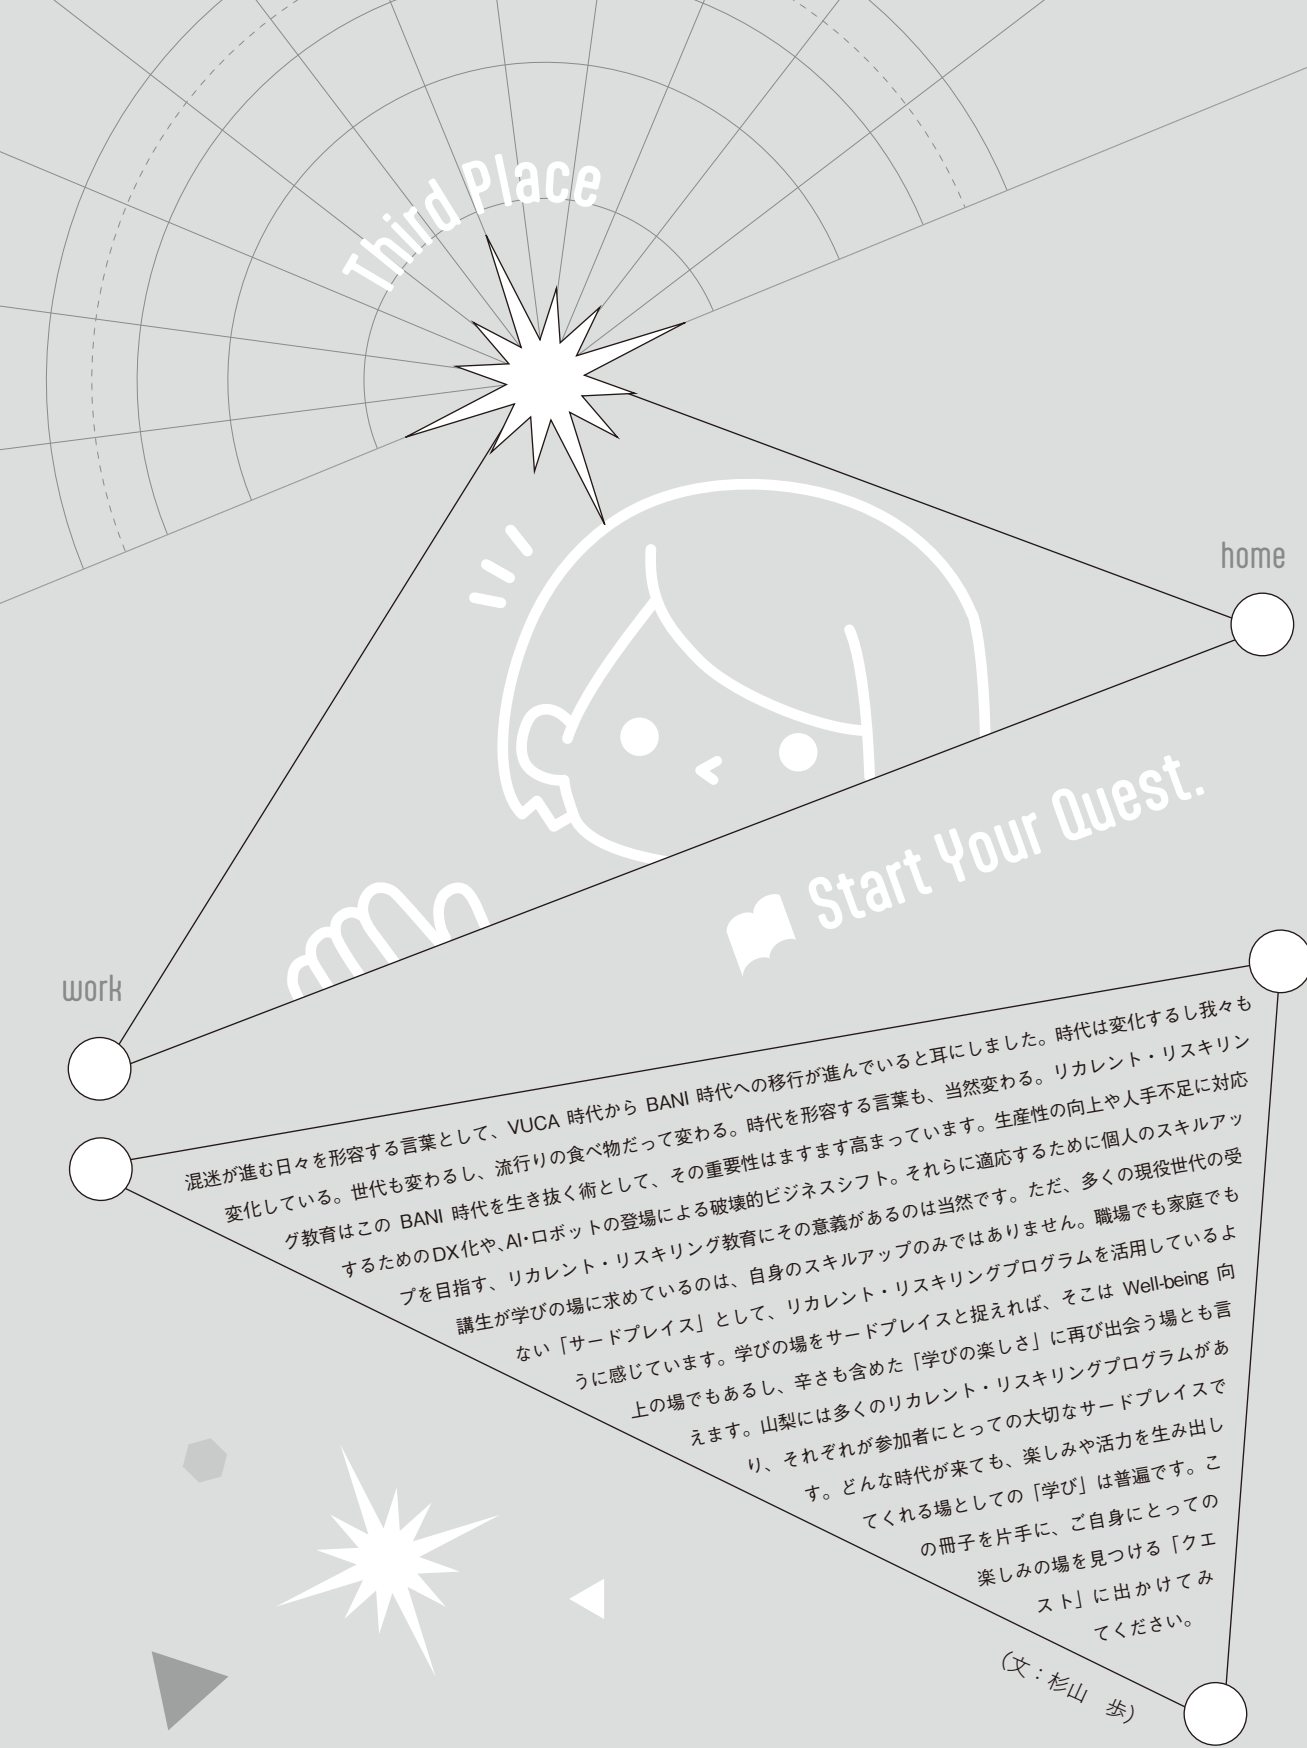 Third Place
home
Start Your Quest.
work
混迷が進む日々を形容する言葉として、VUCA 時代から BANI 時代への移行が進んでいると耳にしました。時代は変化するし我々も
変化している。世代も変わるし、流行りの食べ物だって変わる。時代を形容する言葉も、当然変わる。リカレント・リスキリン
グ教育はこの BANI 時代を生き抜く術として、その重要性はますます高まっています。生産性の向上や人手不足に対応
するためのDX化や、AI・ロボットの登場による破壊的ビジネスシフト。それらに適応するために個人のスキルアッ
プを目指す、リカレント・リスキリング教育にその意義があるのは当然です。ただ、多くの現役世代の受
講生が学びの場に求めているのは、自身のスキルアップのみではありません。職場でも家庭でも
ない「サードプレイス」として、リカレント・リスキリングプログラムを活用しているよ
うに感じています。学びの場をサードプレイスと捉えれば、そこは Well-being 向
上の場でもあるし、辛さも含めた「学びの楽しさ」に再び出会う場とも言
えます。山梨には多くのリカレント・リスキリングプログラムがあ
り、それぞれが参加者にとっての大切なサードプレイスで
す。どんな時代が来ても、楽しみや活力を生み出し
てくれる場としての「学び」は普遍です。こ
の冊子を片手に、ご自身にとっての
楽しみの場を見つける「クエ
スト」に出かけてみ
てください。
（文：杉山　歩）